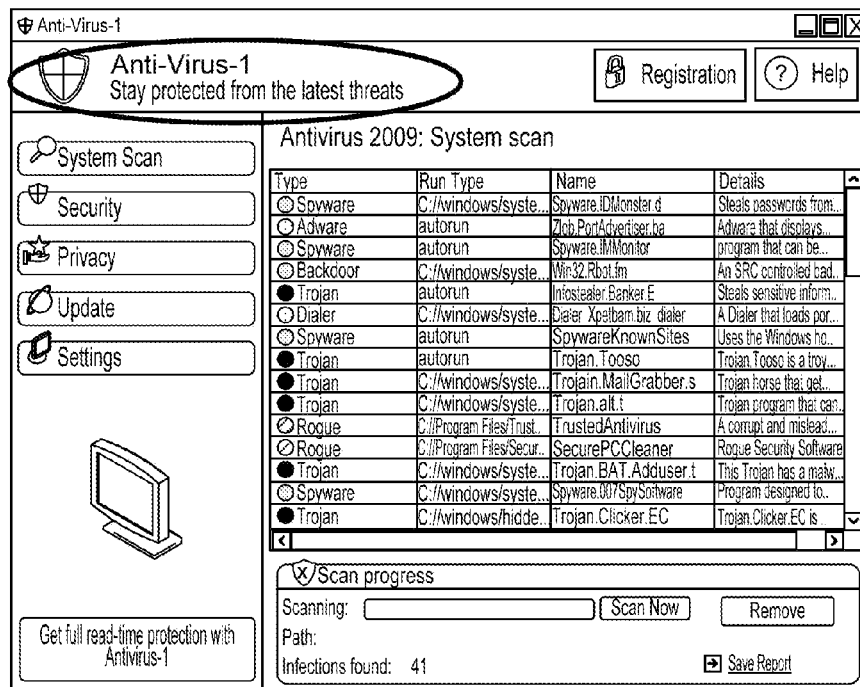 Anti-Virus-1
Anti-Virus-1
Stay protected from the latest threats
Registration
? Help
System Scan
Security
Privacy
Update
Settings
Get full read-time protection with
Antivirus-1
Antivirus 2009: System scan
Type Run Type Name Details
Spyware C://windows/syste... Spyware.IDMonster.d Steals passwords from...
Adware autorun Zlob.PortAdvertiser.ba Adware that displays...
Spyware autorun Spyware.IMMonitor program that can be...
Backdoor C://windows/syste... Win32.Rbot.fm An SRC controlled bad..
Trojan autorun Infostealer.Banker.E Steals sensitive inform..
Dialer C://windows/syste... Dialer Xpetbam.biz dialer A Dialer that loads por...
Spyware autorun SpywareKnownSites Uses the Windows ho..
Trojan autorun Trojan.Tooso Trojan.Tooso is a troy...
Trojan C://windows/syste... Trojain.MailGrabber.s Trojan horse that get...
Trojan C://windows/syste... Trojan.alt.t Trojan program that can..
Rogue C://Program Files/Trust.. TrustedAntivirus A corrupt and mislead...
Rogue C://Program Files/Secur.. SecurePCCleaner Rogue Security Software
Trojan C://windows/syste... Trojan.BAT.Adduser.t This Trojan has a malw...
Spyware C://windows/syste... Spyware.007SpySoftware Program designed to..
Trojan C://windows/hidde... Trojan.Clicker.EC Trojan.Clicker.EC is ..
X Scan progress
Scanning: Scan Now Remove
Path:
Infections found: 41 Save Report